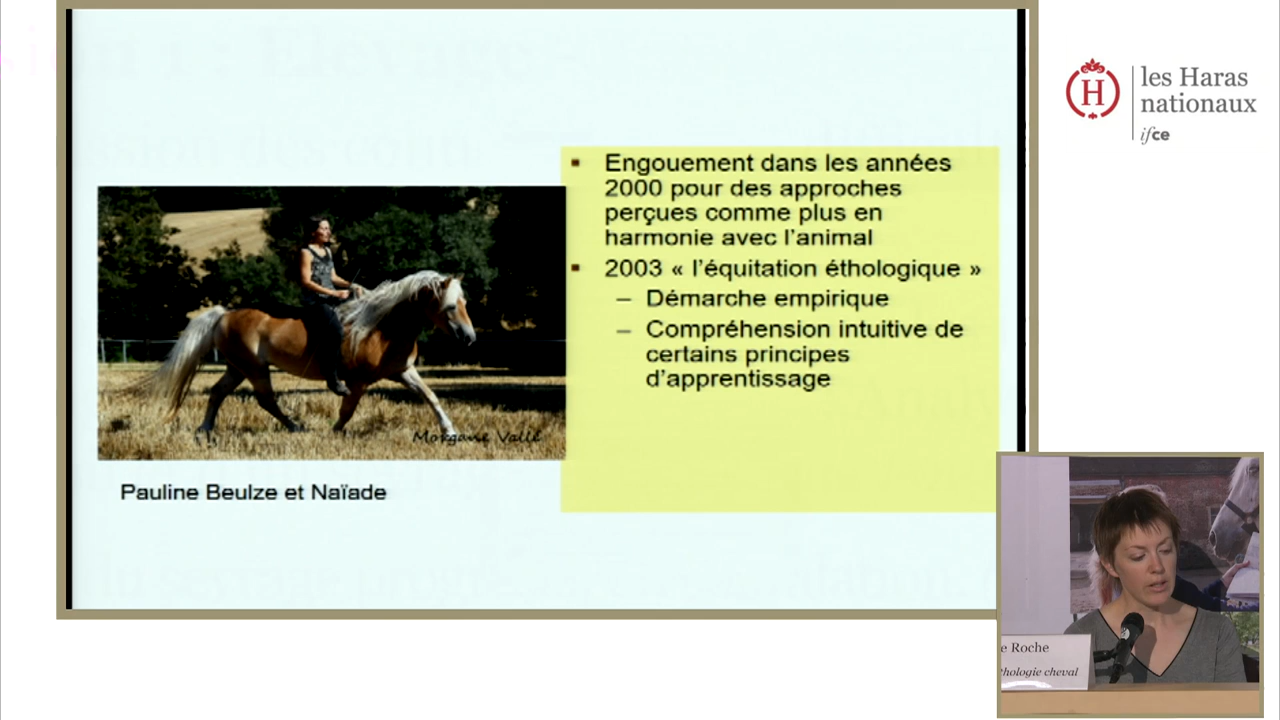 les Haras
nationaux
ifce
Engouement dans les années
2000 pour des approches
perçues comme plus en
harmonie avec l'animal
2003 « l'équitation éthologique »
– Démarche empirique
– Compréhension intuitive de
certains principes
d'apprentissage
Morgane Vallé
Pauline Beulze et Naïade
e Roche
thologie cheval